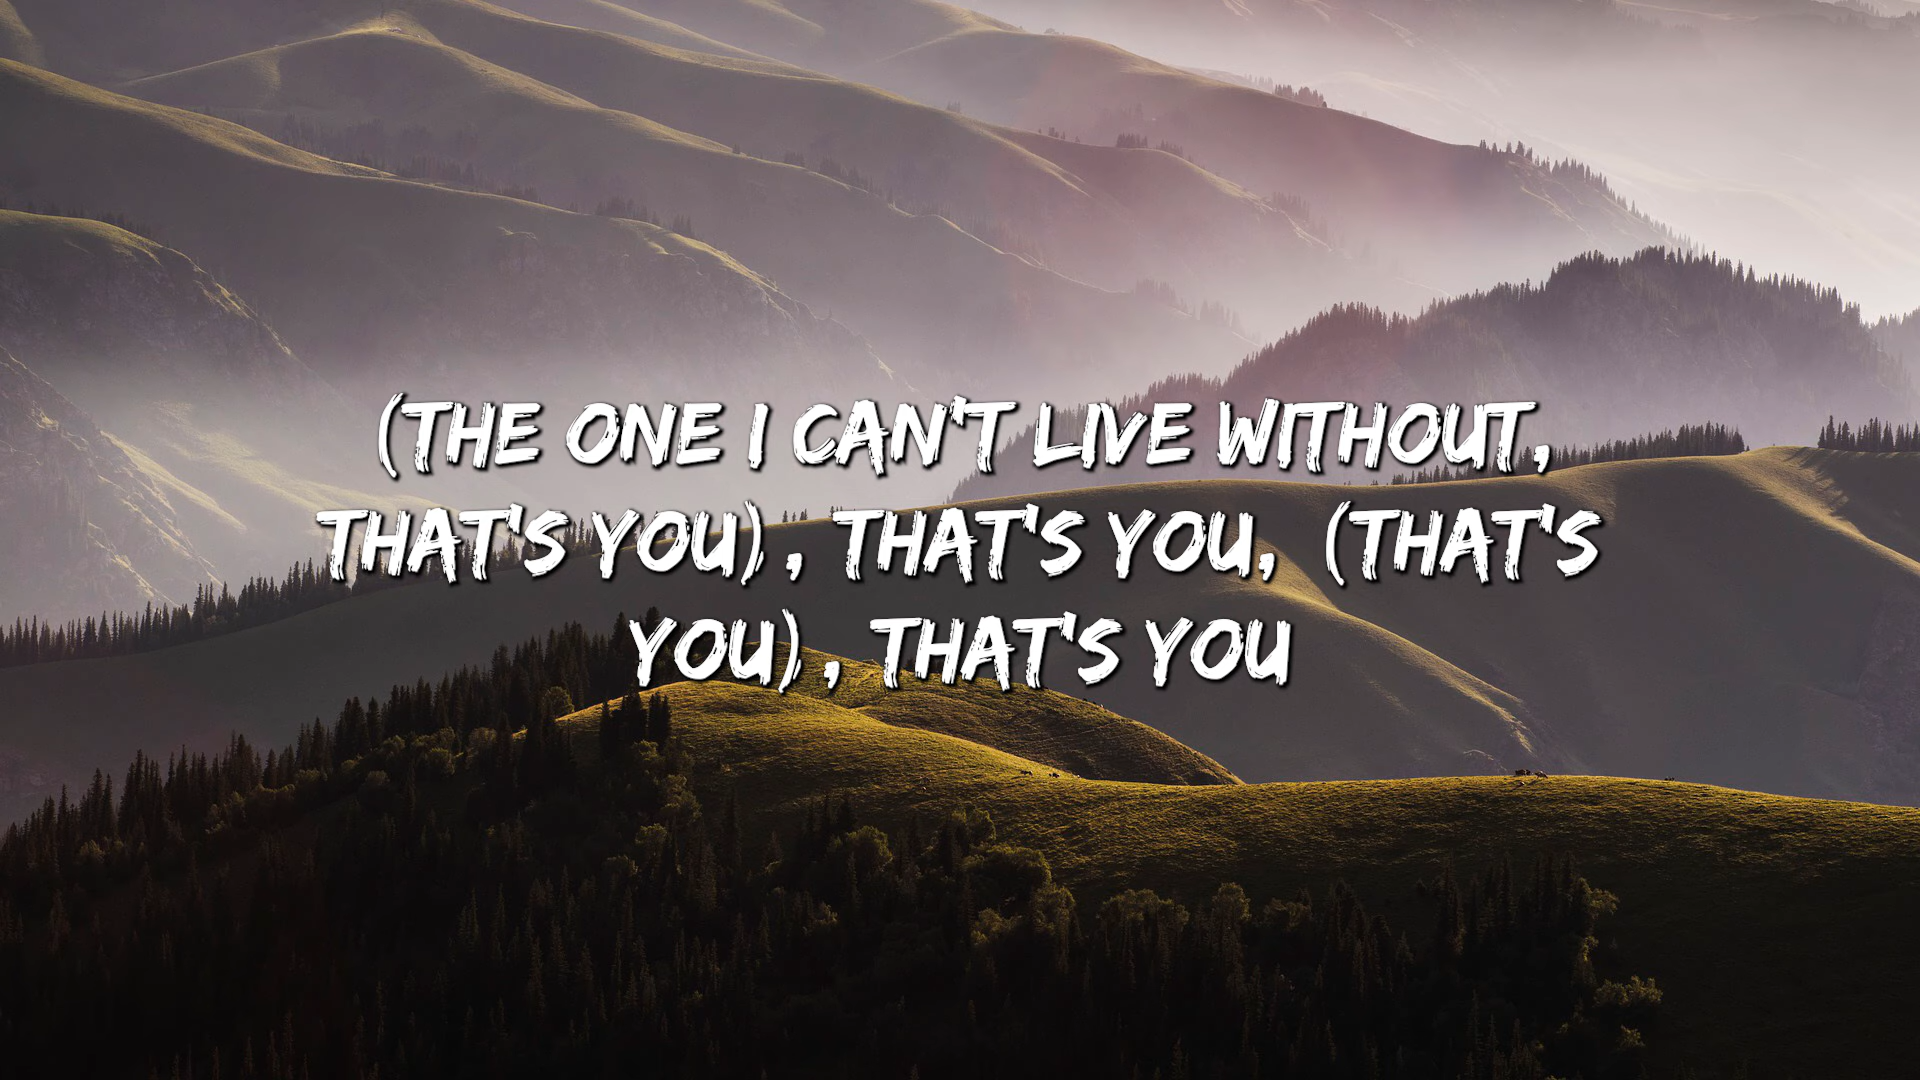 (THE ONE I CAN'T LIVE WITHOUT,
THAT'S YOU), THAT'S YOU, (THAT'S
YOU), THAT'S YOU